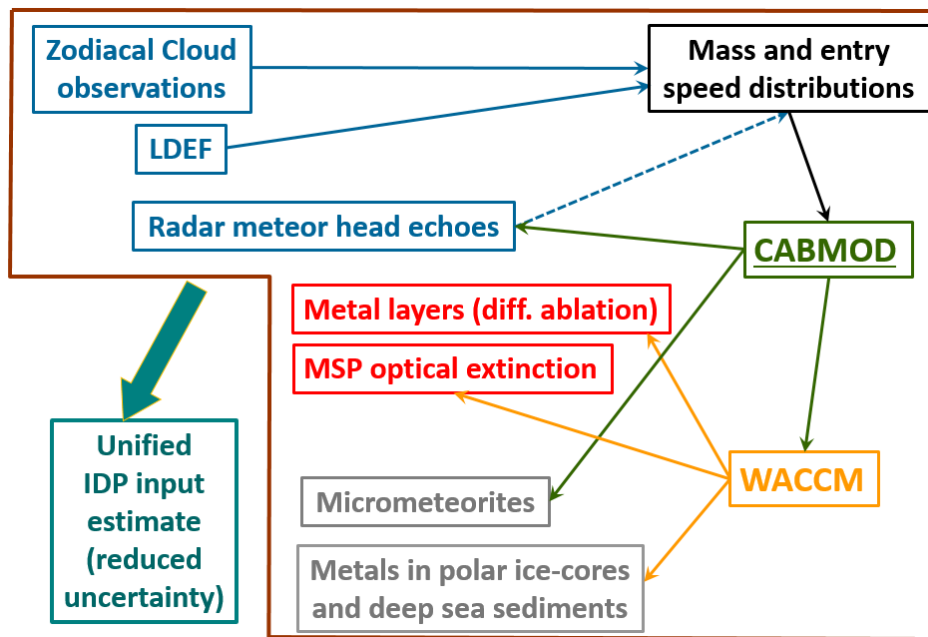 Zodiacal Cloud
observations
Mass and entry
speed distributions
LDEF
Radar meteor head echoes
CABMOD
Metal layers (diff. ablation)
MSP optical extinction
Unified
IDP input
estimate
(reduced
uncertainty)
WACCM
Micrometeorites
Metals in polar ice-cores
and deep sea sediments